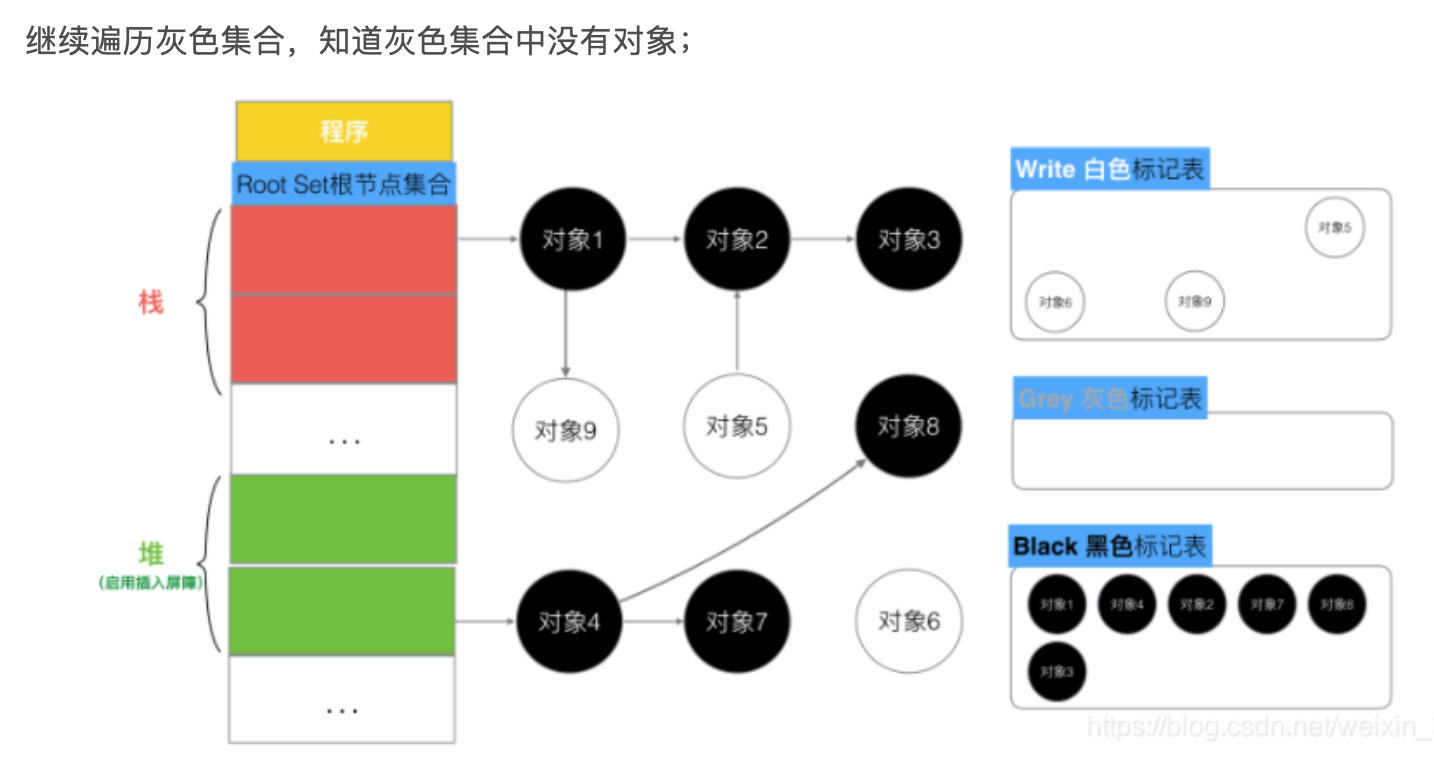 继续遍历灰色集合，知道灰色集合中没有对象；
程序
Root Set根节点集合
栈
...
堆
(启用插入屏障)
...
对象1
对象2
对象3
对象9
对象5
对象8
对象4
对象7
对象6
Write 白色标记表
对象5
对象6
对象9
Grey 灰色标记表
Black 黑色标记表
对象1
对象4
对象2
对象7
对象8
对象3
https://blog.csdn.net/weixin_